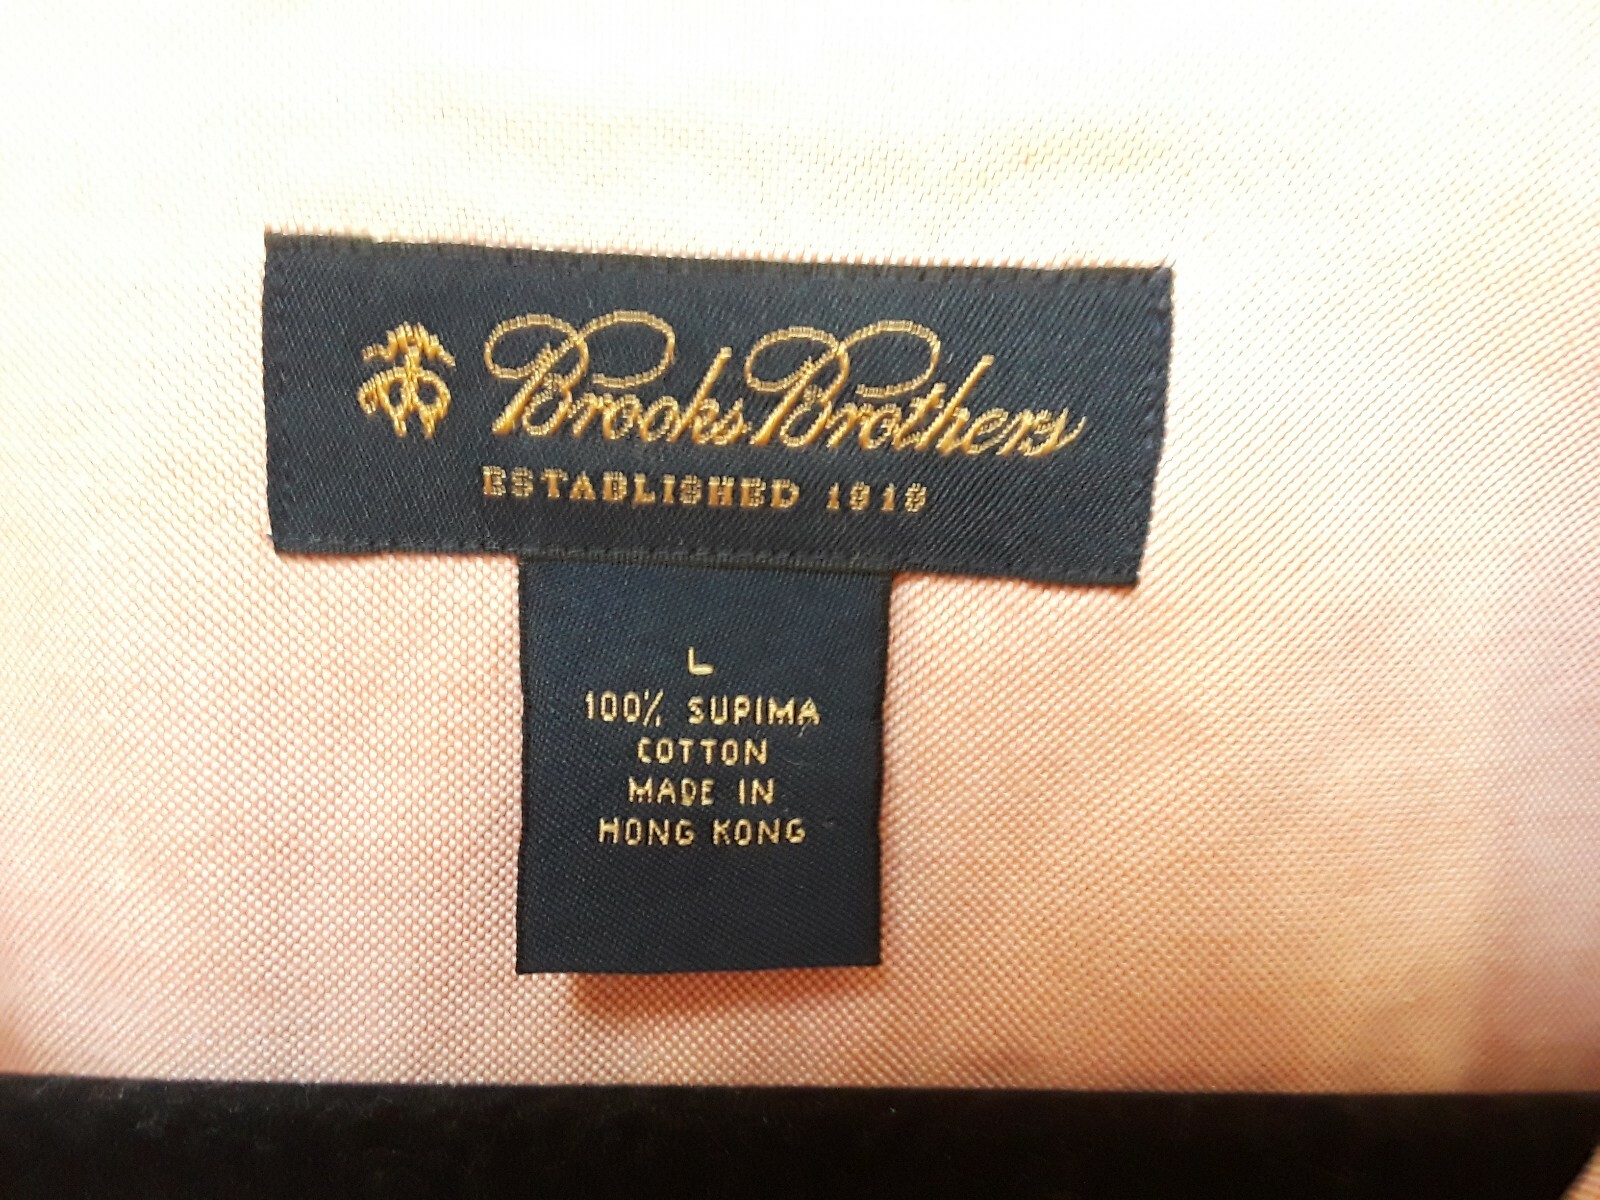 Brooks Brothers
ESTABLISHED 1818
L
100% SUPIMA
COTTON
MADE IN
HONG KONG